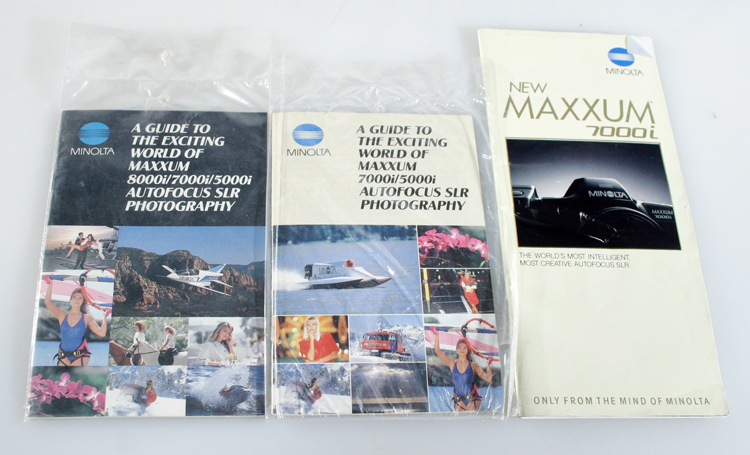 MINOLTA
A GUIDE TO
THE EXCITING
WORLD OF
MAXXUM
8000i/7000i/5000i
AUTOFOCUS SLR
PHOTOGRAPHY
MINOLTA
A GUIDE TO
THE EXCITING
WORLD OF
MAXXUM
7000i/5000i
AUTOFOCUS SLR
PHOTOGRAPHY
MINOLTA
NEW
MAXXUM
7000i
MINOLTA
MAXXUM
7000i
THE WORLD'S MOST INTELLIGENT,
MOST CREATIVE AUTOFOCUS SLR.
ONLY FROM THE MIND OF MINOLTA